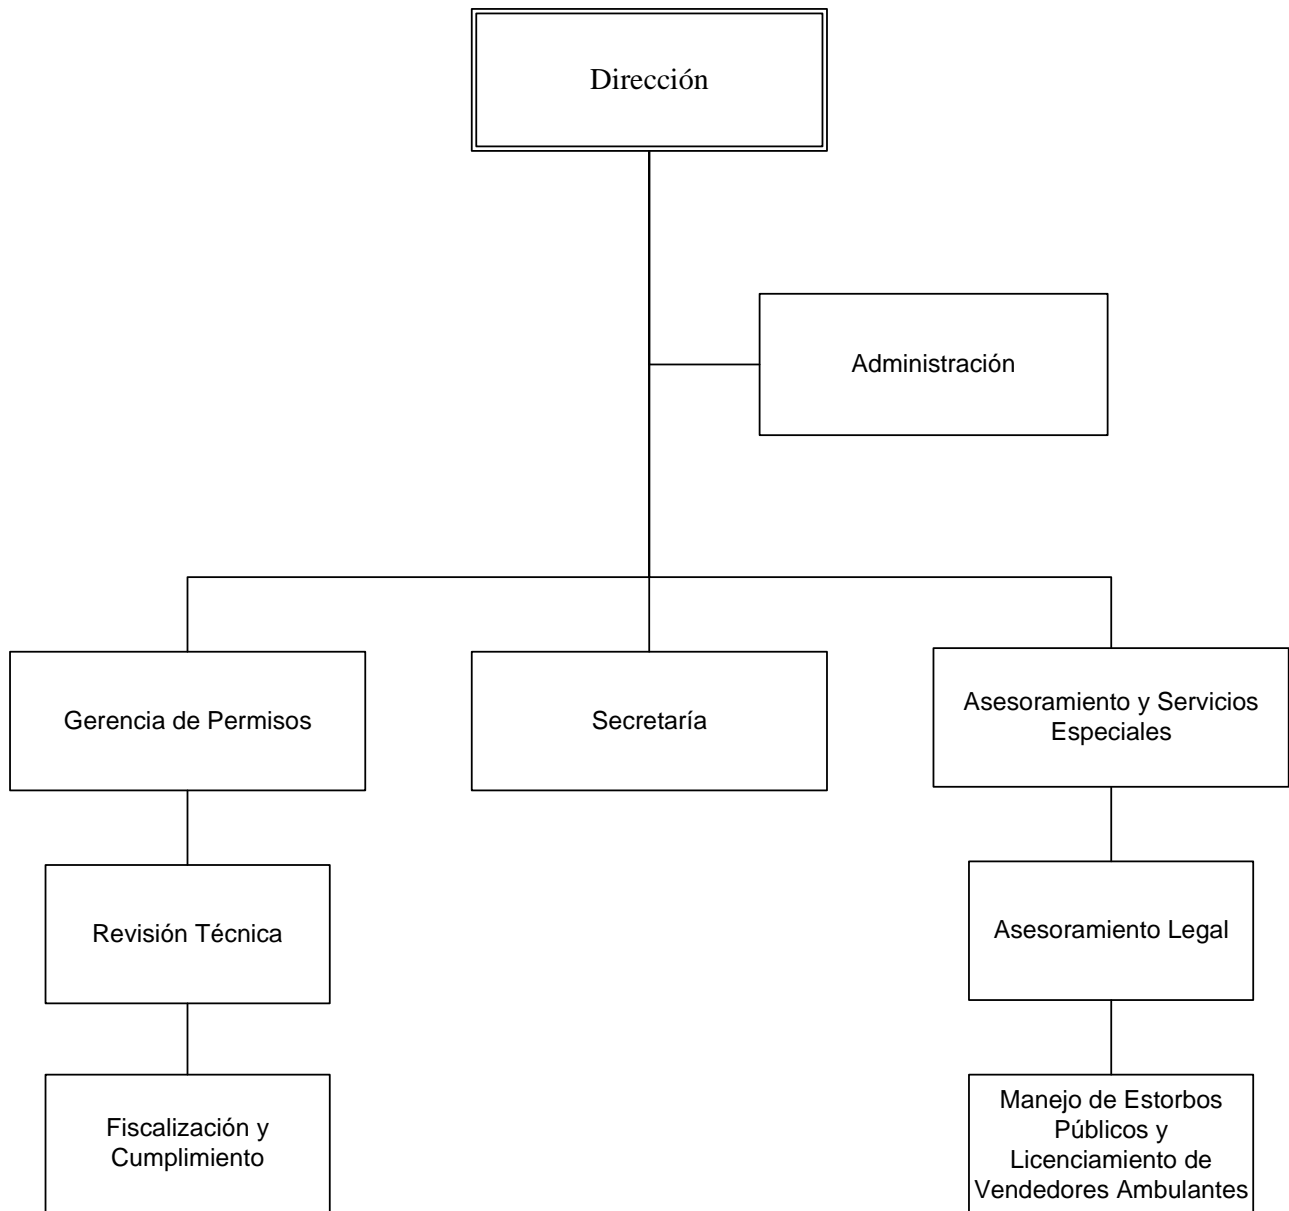 Dirección
Administración
Gerencia de Permisos
Secretaría
Asesoramiento y Servicios
Especiales
Revisión Técnica
Asesoramiento Legal
Fiscalización y
Cumplimiento
Manejo de Estorbos
Públicos y
Licenciamiento de
Vendedores Ambulantes